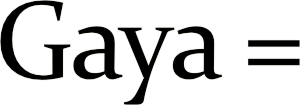 Gaya =